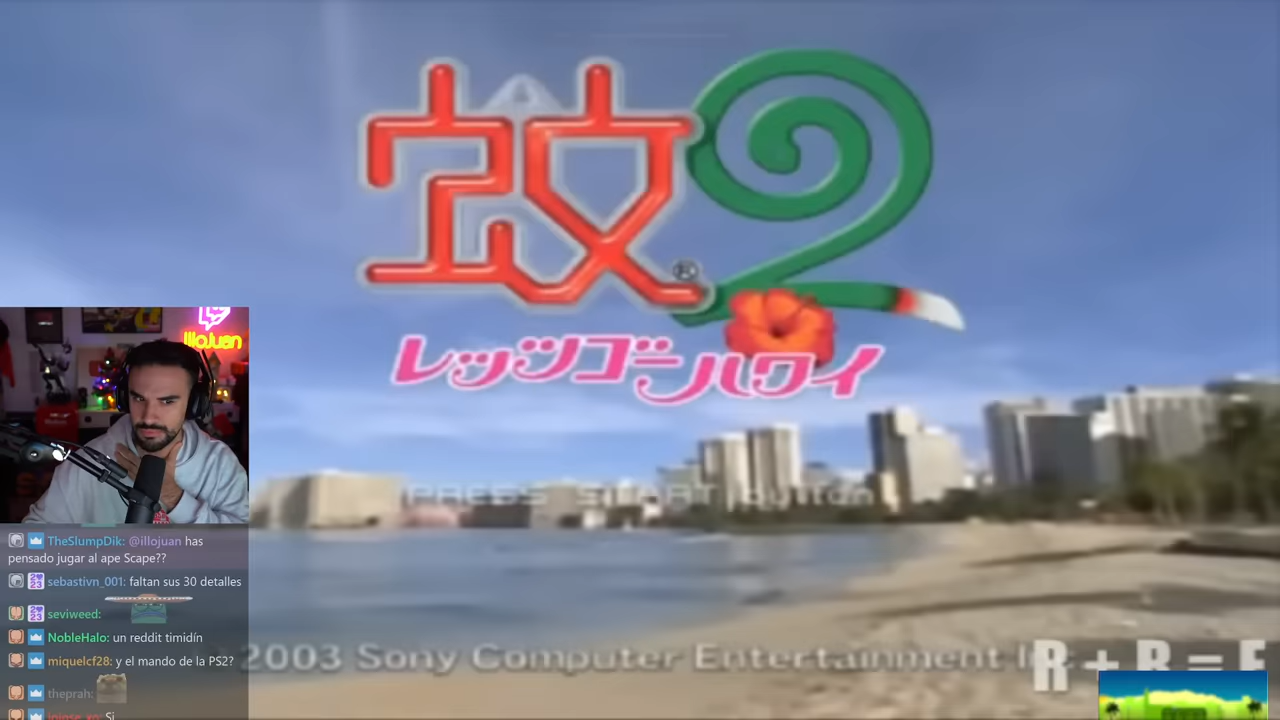 蚊2
®
レッツゴーハワイ
PRESS START button
2003 Sony Computer Entertainment
R+R=F
illoJuan
TheSlumpDik: @illojuan has
pensado jugar al ape Scape??
sebastivn_001: faltan sus 30 detalles
seviweed:
NobleHalo: un reddit timidín
miquelcf28: y el mando de la PS2?
theprah:
Si